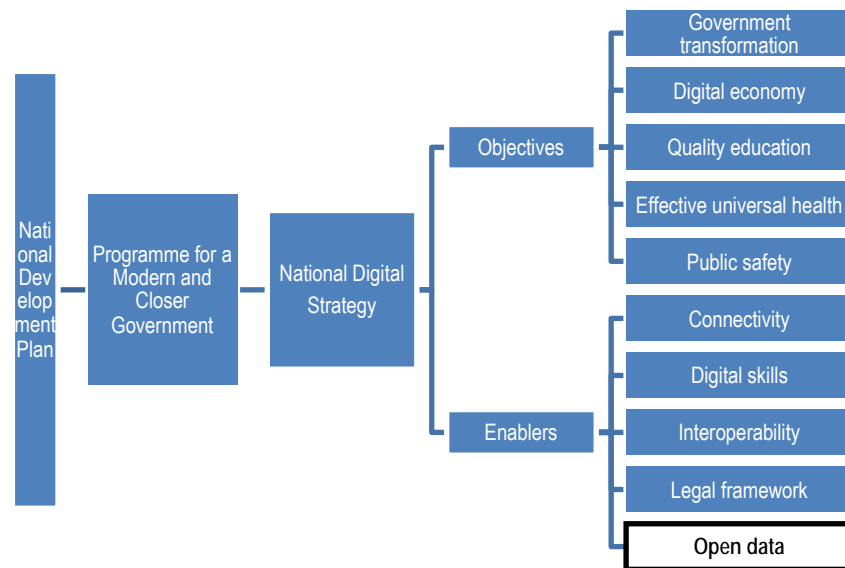 Nati
onal
Dev
elop
ment
Plan
Programme for a
Modern and
Closer
Government
National Digital
Strategy
Objectives
Government
transformation
Digital economy
Quality education
Effective universal health
Public safety
Enablers
Connectivity
Digital skills
Interoperability
Legal framework
Open data